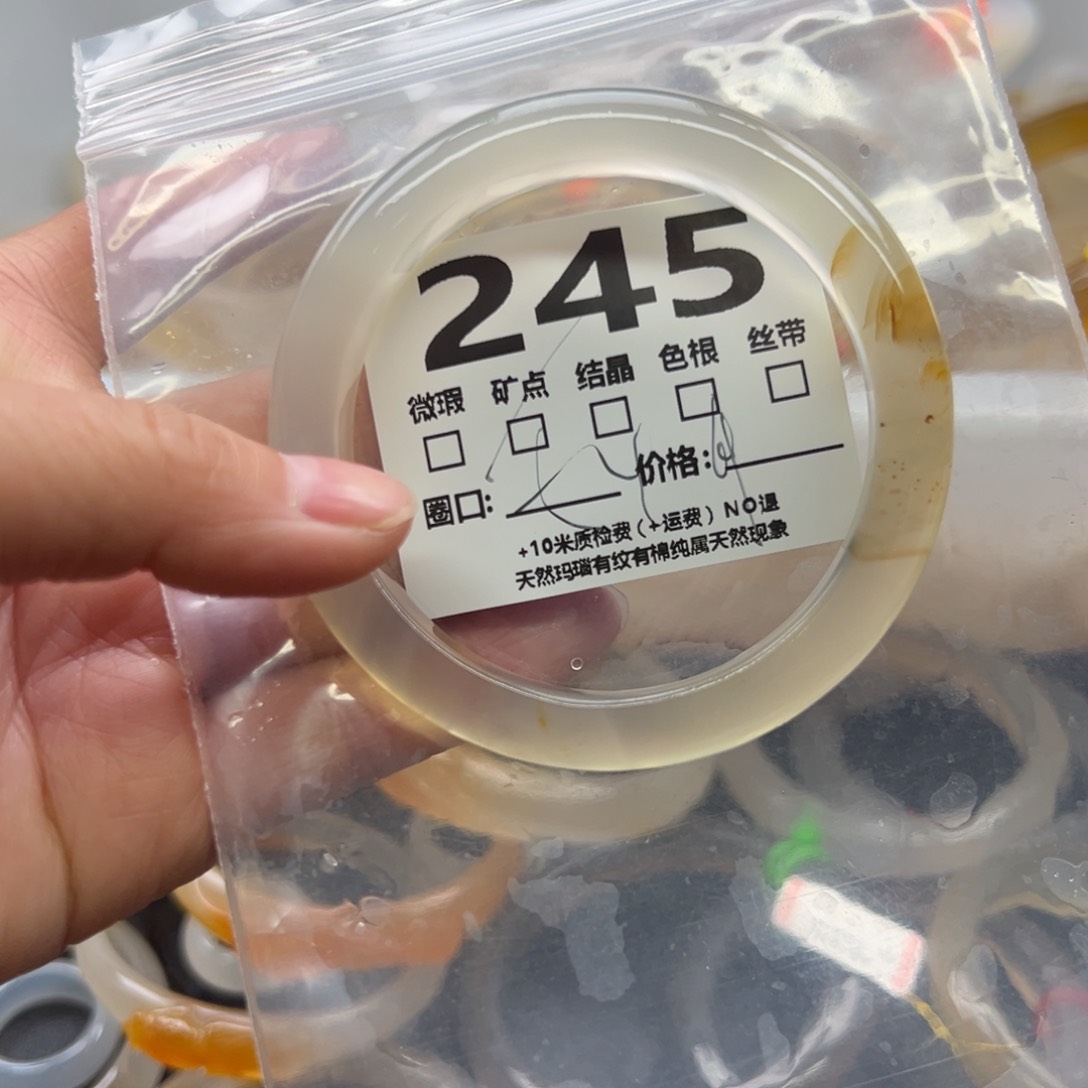 245
微瑕 矿点 结晶 色根 丝带
圈口: 价格:
+10米质检费(+运费)NO退
天然玛瑙有纹有棉纯属天然现象